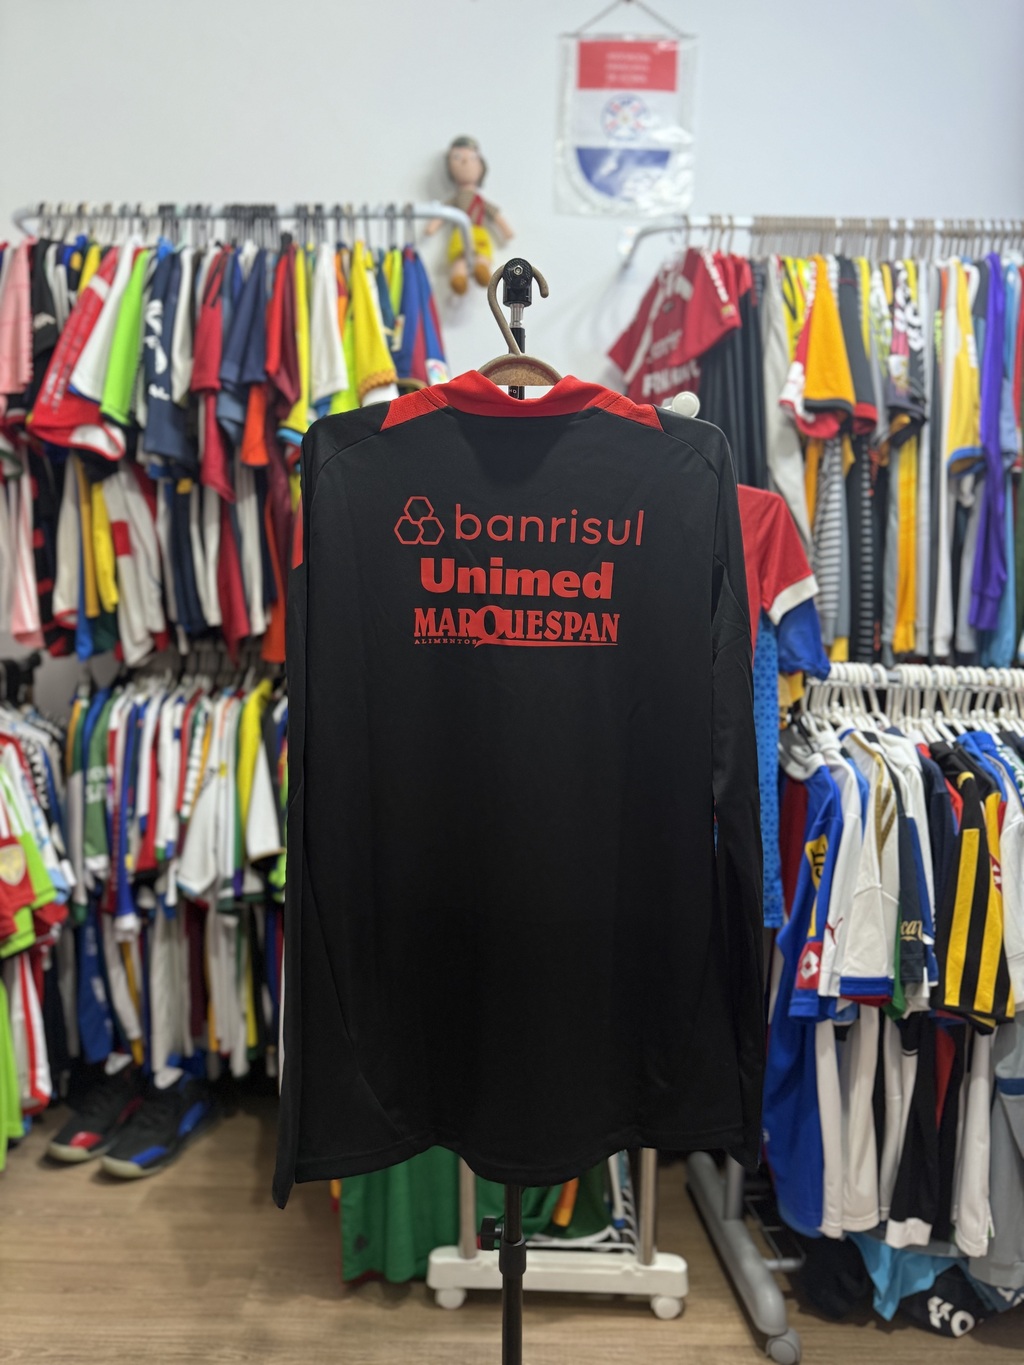 banrisul
Unimed
MARQUESPAN
ALIMENTOS